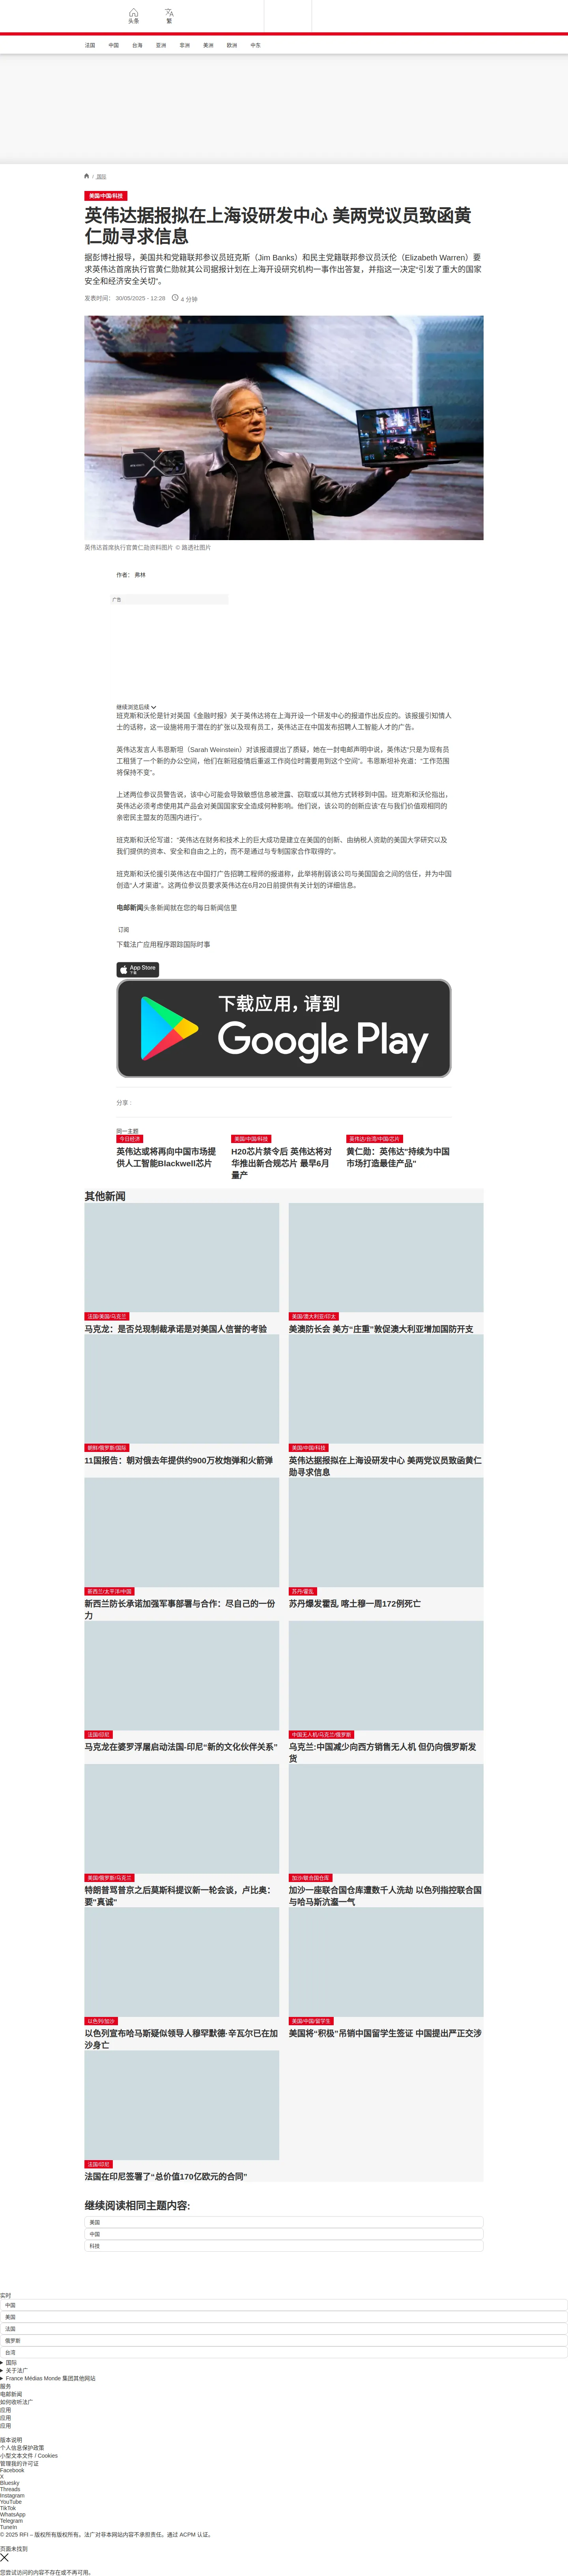 头条
繁
法国 中国 台海 亚洲 非洲 美洲 欧洲 中东
/ 国际
美国/中国/科技
英伟达据报拟在上海设研发中心 美两党议员致函黄
仁勋寻求信息
据彭博社报导，美国共和党籍联邦参议员班克斯（Jim Banks）和民主党籍联邦参议员沃伦（Elizabeth Warren）要
求英伟达首席执行官黄仁勋就其公司据报计划在上海开设研究机构一事作出答复，并指这一决定“引发了重大的国家
安全和经济安全关切”。
发表时间： 30/05/2025 - 12:28 4 分钟
英伟达首席执行官黄仁勋资料图片 © 路透社图片
作者： 弗林
广告
继续浏览后续
班克斯和沃伦是针对英国《金融时报》关于英伟达将在上海开设一个研发中心的报道作出反应的。该报援引知情人
士的话称，这一设施将用于潜在的扩张以及现有员工，英伟达正在中国发布招聘人工智能人才的广告。
英伟达发言人韦恩斯坦（Sarah Weinstein）对该报道提出了质疑，她在一封电邮声明中说，英伟达“只是为现有员
工租赁了一个新的办公空间，他们在新冠疫情后重返工作岗位时需要用到这个空间”。韦恩斯坦补充道：“工作范围
将保持不变”。
上述两位参议员警告说，该中心可能会导致敏感信息被泄露、窃取或以其他方式转移到中国。班克斯和沃伦指出，
英伟达必须考虑使用其产品会对美国国家安全造成何种影响。他们说，该公司的创新应该“在与我们价值观相同的
亲密民主盟友的范围内进行”。
班克斯和沃伦写道：“英伟达在财务和技术上的巨大成功是建立在美国的创新、由纳税人资助的美国大学研究以及
我们提供的资本、安全和自由之上的，而不是通过与专制国家合作取得的”。
班克斯和沃伦援引英伟达在中国打广告招聘工程师的报道称，此举将削弱该公司与美国国会之间的信任，并为中国
创造“人才渠道”。这两位参议员要求英伟达在6月20日前提供有关计划的详细信息。
电邮新闻头条新闻就在您的每日新闻信里
订阅
下载法广应用程序跟踪国际时事
App Store
下载
下载应用，请到
Google Play
分享 :
同一主题
今日经济
英伟达或将再向中国市场提
供人工智能Blackwell芯片
美国/中国/科技
H20芯片禁令后 英伟达将对
华推出新合规芯片 最早6月
量产
英伟达/台湾/中国/芯片
黄仁勋：英伟达"持续为中国
市场打造最佳产品"
其他新闻
法国/美国/乌克兰
马克龙：是否兑现制裁承诺是对美国人信誉的考验
美国/澳大利亚/印太
美澳防长会 美方“庄重”敦促澳大利亚增加国防开支
朝鲜/俄罗斯/国际
11国报告：朝对俄去年提供约900万枚炮弹和火箭弹
美国/中国/科技
英伟达据报拟在上海设研发中心 美两党议员致函黄仁
勋寻求信息
新西兰/太平洋/中国
新西兰防长承诺加强军事部署与合作：尽自己的一份
力
苏丹/霍乱
苏丹爆发霍乱 喀土穆一周172例死亡
法国/印尼
马克龙在婆罗浮屠启动法国-印尼“新的文化伙伴关系”
中国无人机/乌克兰/俄罗斯
乌克兰:中国减少向西方销售无人机 但仍向俄罗斯发
货
美国/俄罗斯/乌克兰
特朗普骂普京之后莫斯科提议新一轮会谈，卢比奥：
要"真诚"
加沙/联合国仓库
加沙一座联合国仓库遭数千人洗劫 以色列指控联合国
与哈马斯沆瀣一气
以色列/加沙
以色列宣布哈马斯疑似领导人穆罕默德·辛瓦尔已在加
沙身亡
美国/中国/留学生
美国将“积极”吊销中国留学生签证 中国提出严正交涉
法国/印尼
法国在印尼签署了“总价值170亿欧元的合同”
继续阅读相同主题内容:
美国
中国
科技
实时
中国
美国
法国
俄罗斯
台湾
国际
关于法广
France Médias Monde 集团其他网站
服务
电邮新闻
如何收听法广
应用
应用
应用
版本说明
个人信息保护政策
小型文本文件 / Cookies
管理我的许可证
Facebook
X
Bluesky
Threads
Instagram
YouTube
TikTok
WhatsApp
Telegram
TuneIn
© 2025 RFI – 版权所有版权所有。法广对非本网站内容不承担责任。通过 ACPM 认证。
页面未找到
您尝试访问的内容不存在或不再可用。